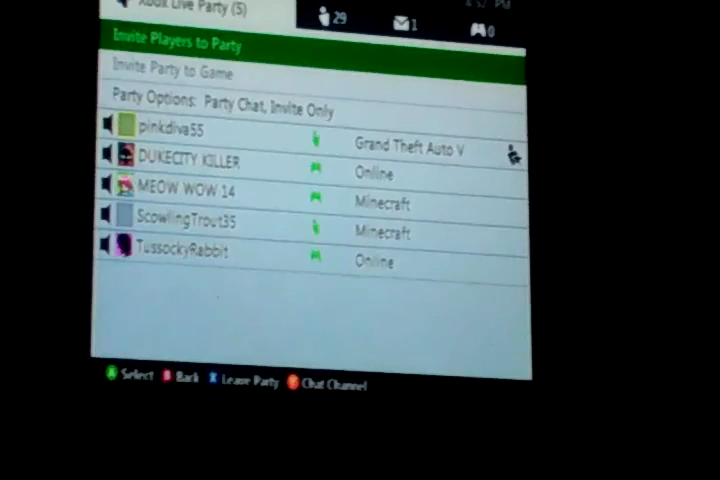 Xbox Live Party (5)
29
1
0
Invite Players to Party
Invite Party to Game
Party Options: Party Chat, Invite Only
pinkdiva55 Grand Theft Auto V
DUKECITY KILLER Online
MEOW WOW 14 Minecraft
ScowlingTrout35 Minecraft
TussockyRabbit Online
A Select B Back X Leave Party Y Chat Channel